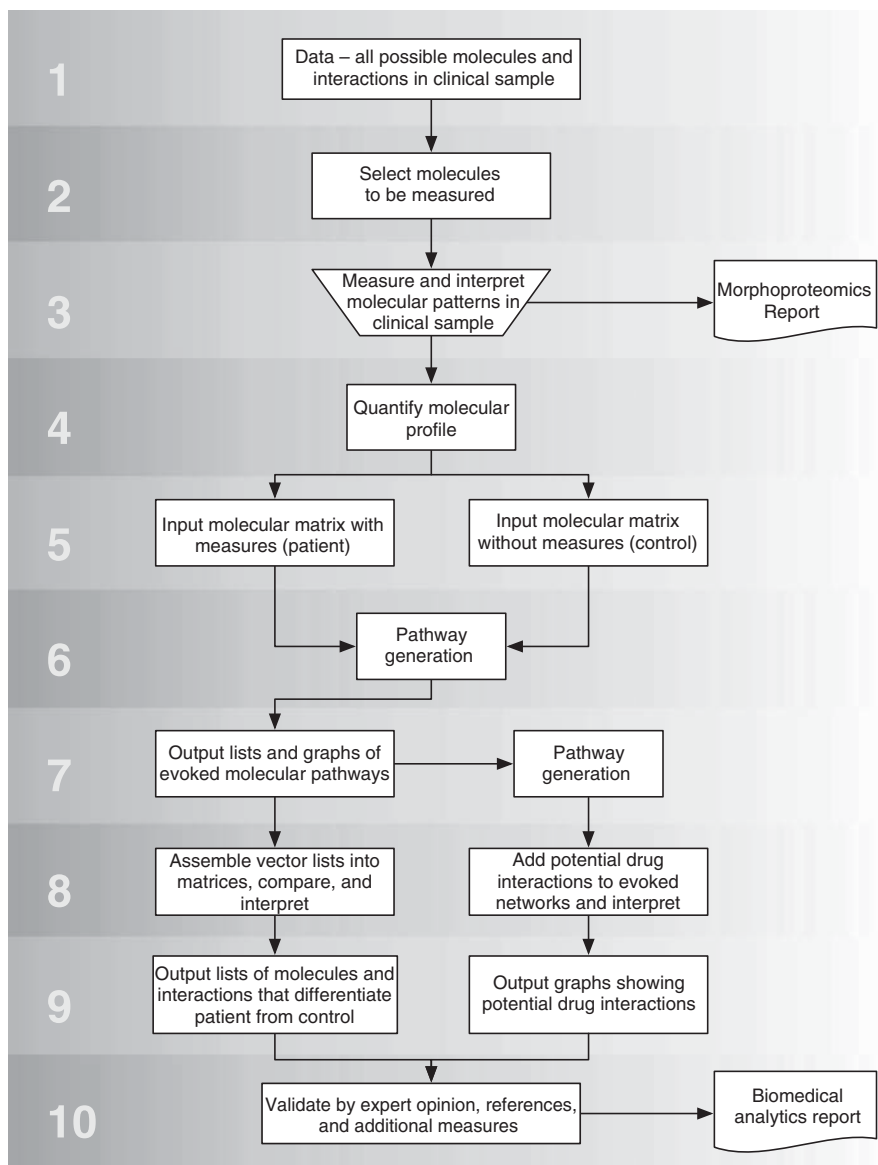 1
Data – all possible molecules and
interactions in clinical sample
2
Select molecules
to be measured
3
Measure and interpret
molecular patterns in
clinical sample
Morphoproteomics
Report
4
Quantify molecular
profile
5
Input molecular matrix with
measures (patient)
Input molecular matrix
without measures (control)
6
Pathway
generation
7
Output lists and graphs of
evoked molecular pathways
Pathway
generation
8
Assemble vector lists into
matrices, compare, and
interpret
Add potential drug
interactions to evoked
networks and interpret
9
Output lists of molecules and
interactions that differentiate
patient from control
Output graphs showing
potential drug interactions
10
Validate by expert opinion, references,
and additional measures
Biomedical
analytics report